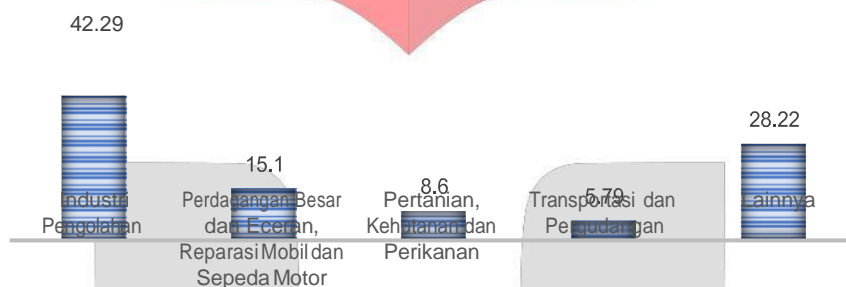 42.29
15.1
8.6
5.79
28.22
Industri
Pengolahan
Perdagangan Besar
dan Eceran,
Reparasi Mobil dan
Sepeda Motor
Pertanian,
Kehutanan dan
Perikanan
Transportasi dan
Pergudangan
Lainnya